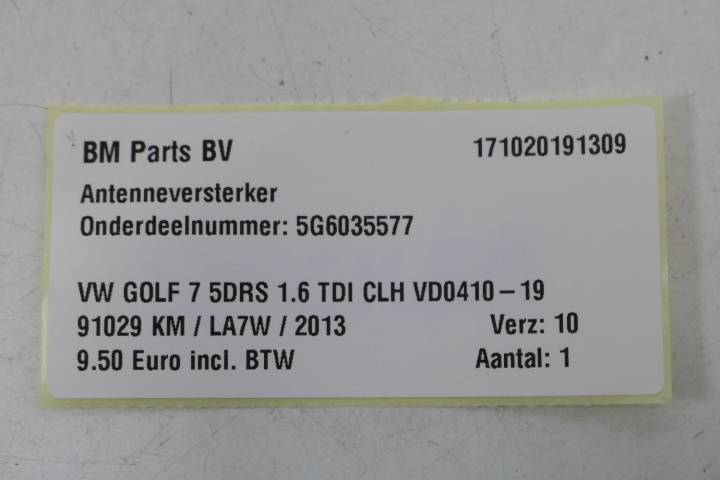 BM Parts BV 171020191309
Antenneversterker
Onderdeelnummer: 5G6035577
VW GOLF 7 5DRS 1.6 TDI CLH VD0410-19
91029 KM / LA7W / 2013 Verz: 10
9.50 Euro incl. BTW Aantal: 1